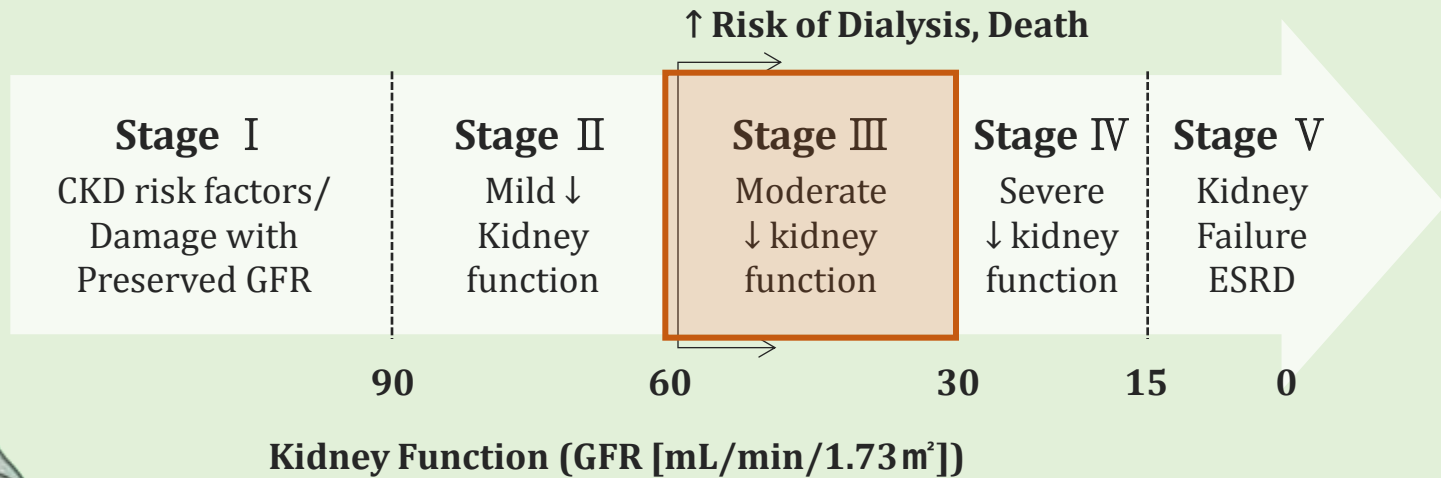 ↑ Risk of Dialysis, Death
Stage Ⅰ
CKD risk factors/
Damage with
Preserved GFR
Stage Ⅱ
Mild ↓
Kidney
function
Stage Ⅲ
Moderate
↓ kidney
function
Stage Ⅳ
Severe
↓ kidney
function
Stage Ⅴ
Kidney
Failure
ESRD
90
60
30
15
0
Kidney Function (GFR [mL/min/1.73㎡])